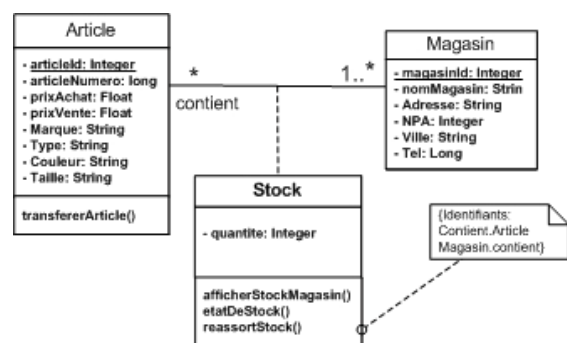 Article
- articleId: Integer
- articleNumero: long
- prixAchat: Float
- prixVente: Float
- Marque: String
- Type: String
- Couleur: String
- Taille: String
transfererArticle()
*
contient
1..*
Magasin
- magasinId: Integer
- nomMagasin: Strin
- Adresse: String
- NPA: Integer
- Ville: String
- Tel: Long
Stock
- quantite: Integer
afficherStockMagasin()
etatDeStock()
reassortStock()
{Identifiants:
Contient.Article
Magasin.contient}